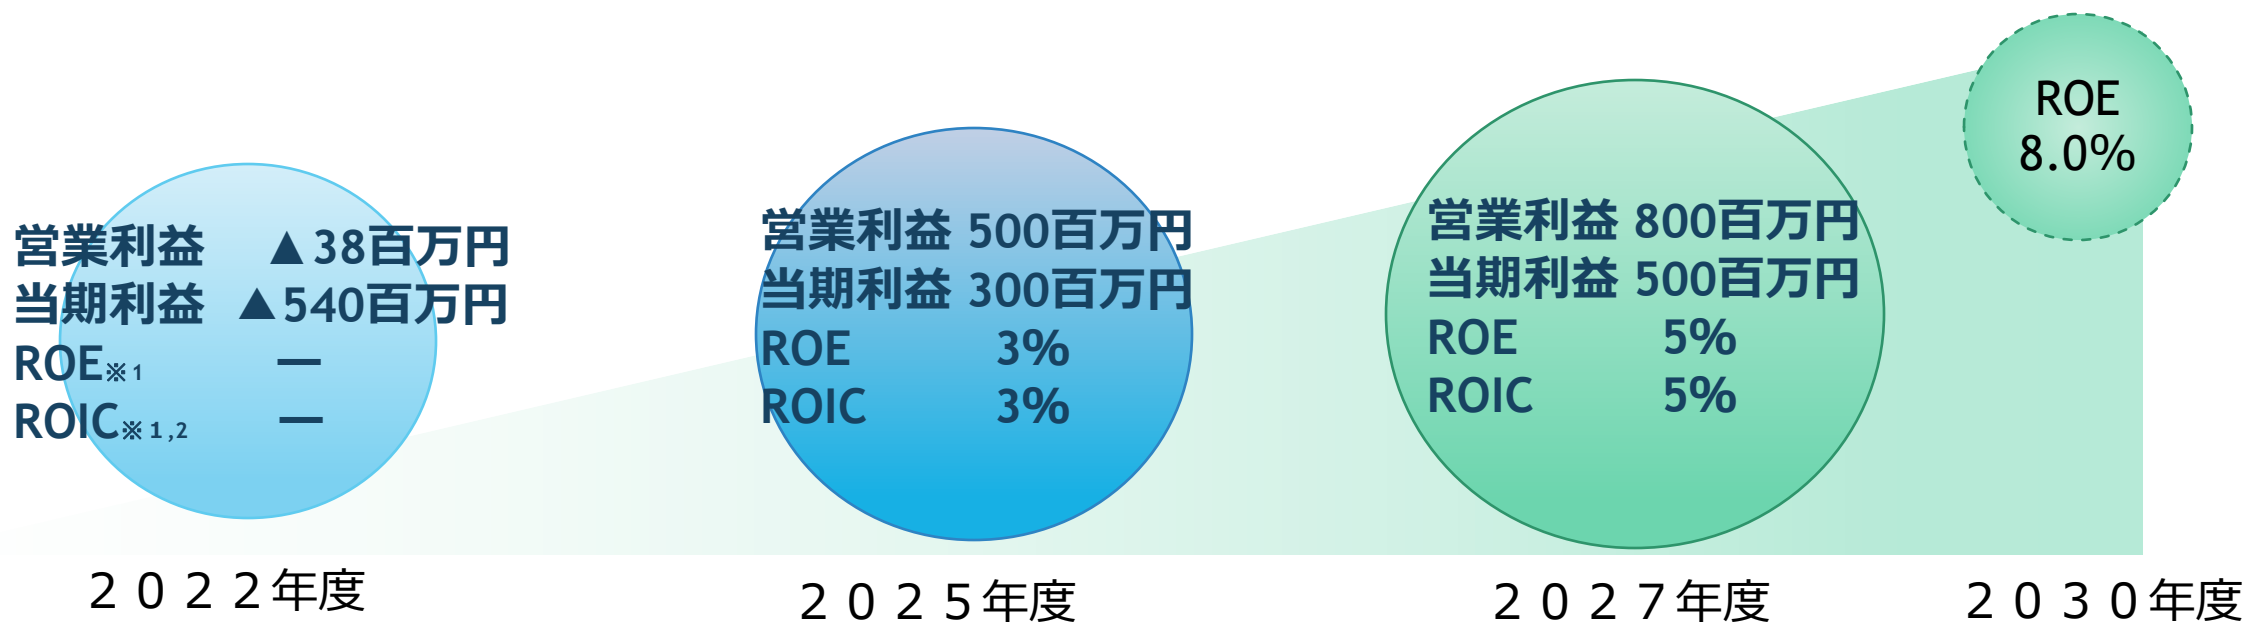 営業利益 ▲38百万円
当期利益 ▲540百万円
ROE※1 ー
ROIC※1,2 ー
２０２２年度
営業利益 500百万円
当期利益 300百万円
ROE 3%
ROIC 3%
２０２５年度
営業利益 800百万円
当期利益 500百万円
ROE 5%
ROIC 5%
２０２７年度
ROE
8.0%
２０３０年度